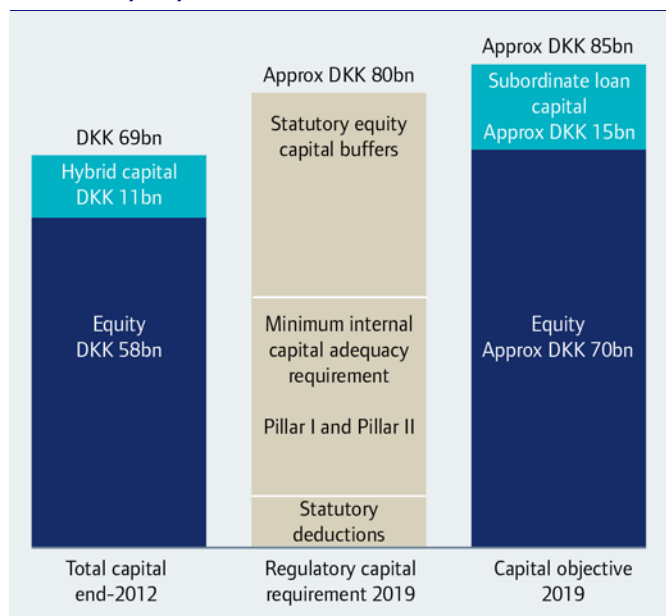 DKK 69bn
Hybrid capital
DKK 11bn
Equity
DKK 58bn
Total capital
end-2012
Approx DKK 80bn
Statutory equity
capital buffers
Minimum internal
capital adequacy
requirement
Pillar I and Pillar II
Statutory
deductions
Regulatory capital
requirement 2019
Approx DKK 85bn
Subordinate loan
capital
Approx DKK 15bn
Equity
Approx DKK 70bn
Capital objective
2019